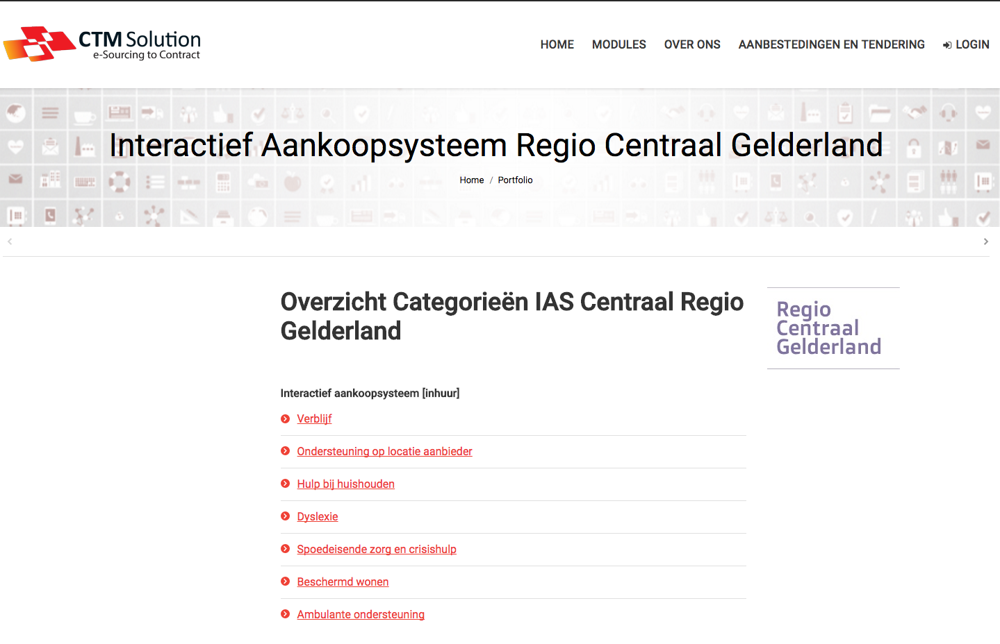 CTM Solution
e-Sourcing to Contract
HOME MODULES OVER ONS AANBESTEDINGEN EN TENDERING LOGIN
Interactief Aankoopsysteem Regio Centraal Gelderland
Home / Portfolio
Overzicht Categorieën IAS Centraal Regio
Gelderland
Regio
Centraal
Gelderland
Interactief aankoopsysteem [inhuur]
Verblijf
Ondersteuning op locatie aanbieder
Hulp bij huishouden
Dyslexie
Spoedeisende zorg en crisishulp
Beschermd wonen
Ambulante ondersteuning